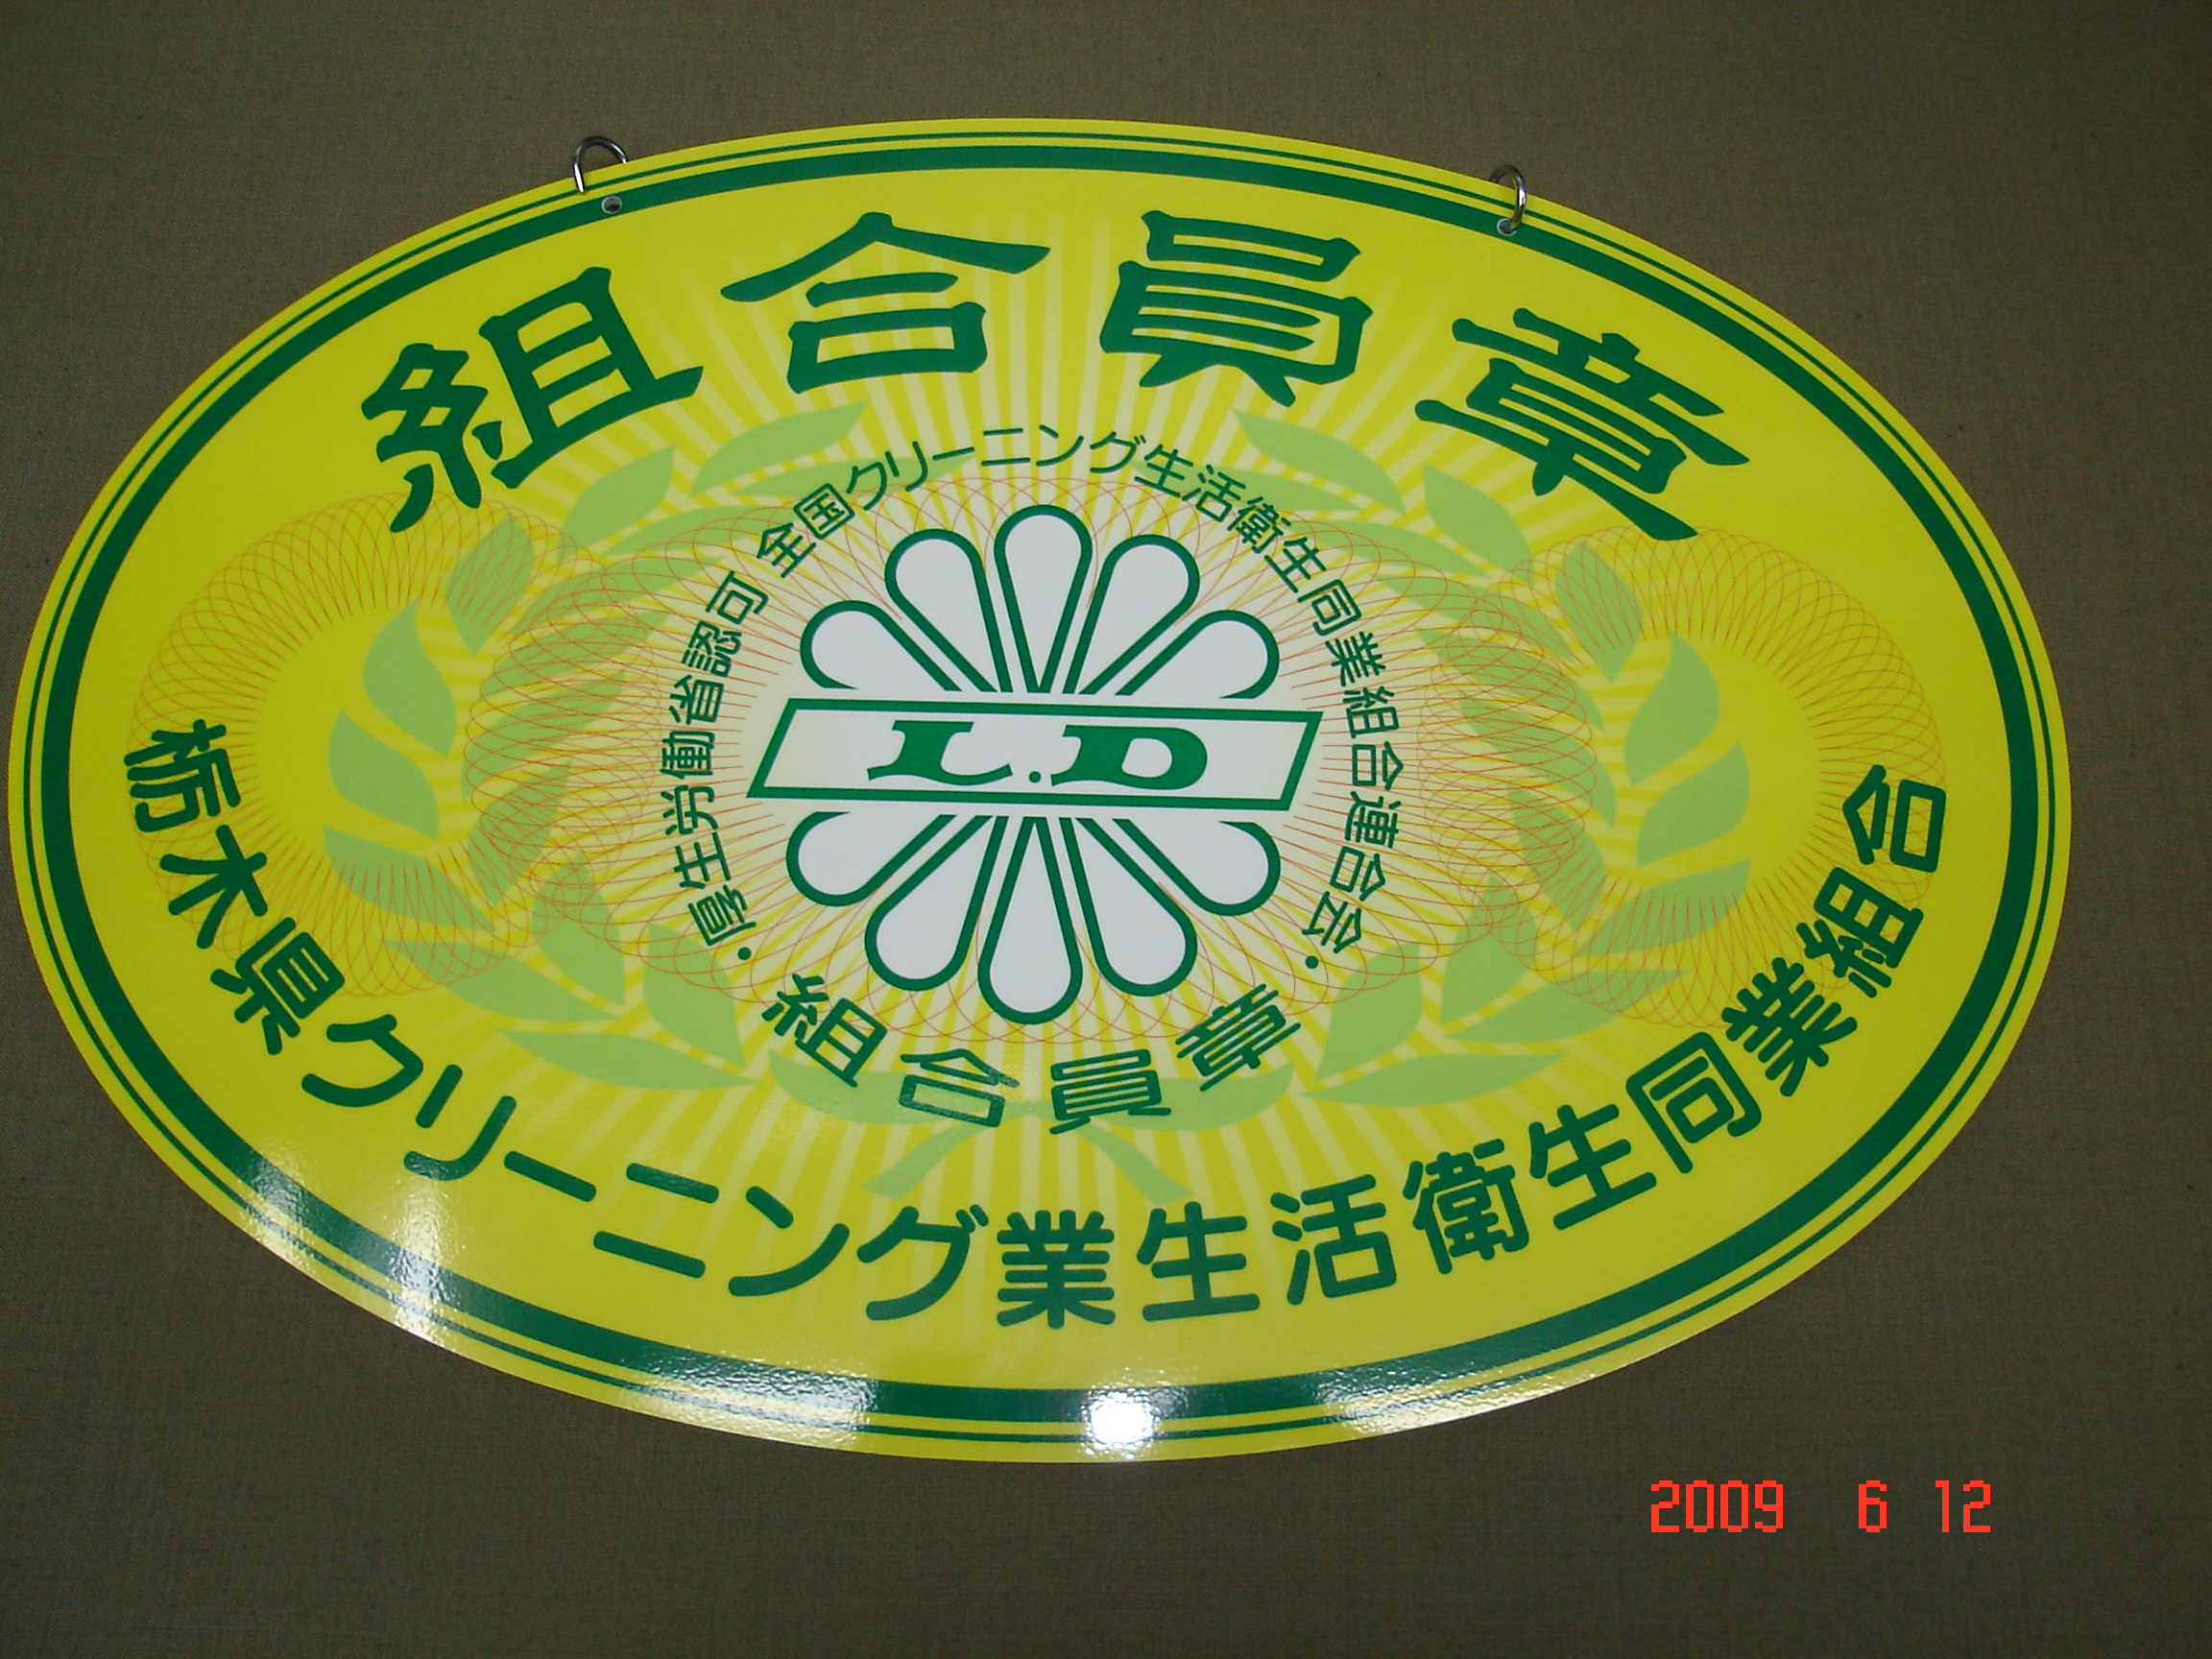 組合員章
・厚生労働省認可 全国クリーニング生活衛生同業組合連合会・
L.D
組合員章
栃木県クリーニング業生活衛生同業組合
2009 6 12